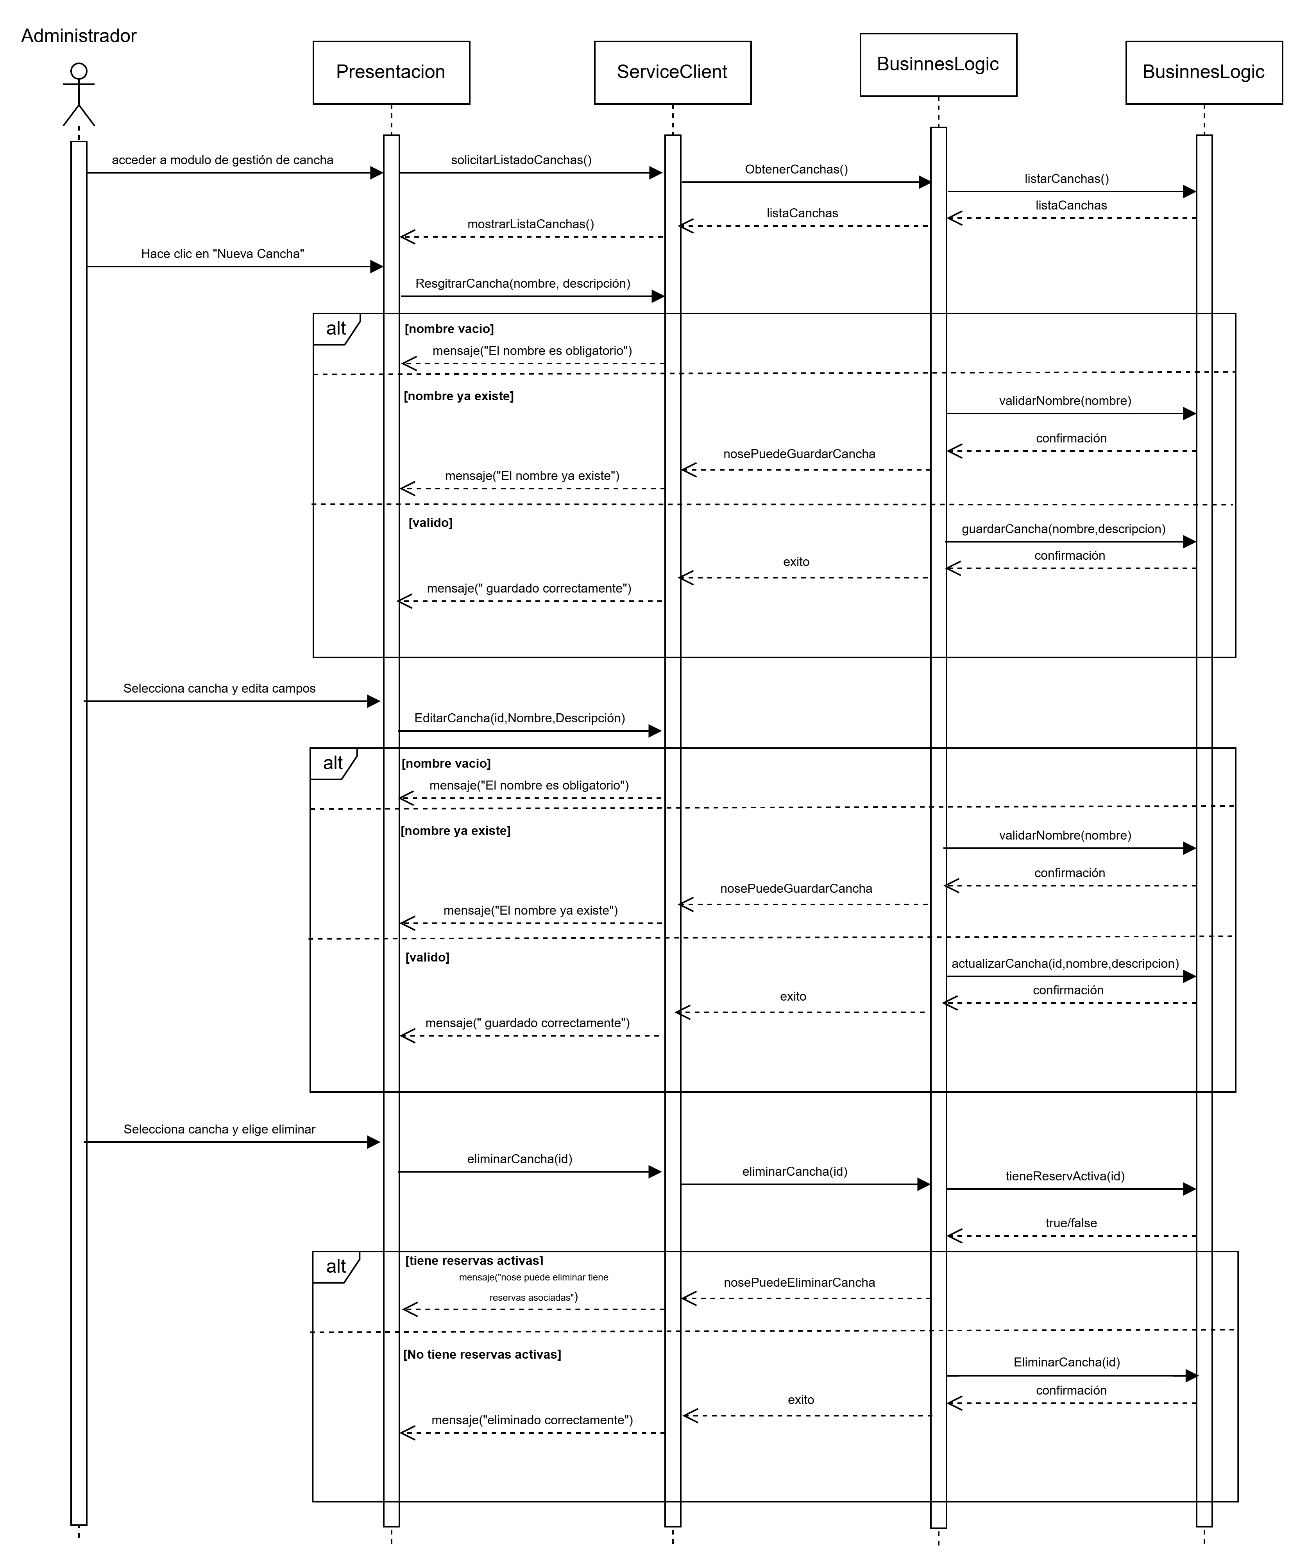 Administrador
Presentacion
ServiceClient
BusinnesLogic
BusinnesLogic
acceder a modulo de gestión de cancha
solicitarListadoCanchas()
ObtenerCanchas()
listarCanchas()
listaCanchas
listaCanchas
mostrarListaCanchas()
Hace clic en "Nueva Cancha"
ResgitrarCancha(nombre, descripción)
alt
[nombre vacio]
mensaje("El nombre es obligatorio")
[nombre ya existe]
validarNombre(nombre)
confirmación
nosePuedeGuardarCancha
mensaje("El nombre ya existe")
[valido]
guardarCancha(nombre,descripcion)
confirmación
exito
mensaje(" guardado correctamente")
Selecciona cancha y edita campos
EditarCancha(id,Nombre,Descripción)
alt
[nombre vacio]
mensaje("El nombre es obligatorio")
[nombre ya existe]
validarNombre(nombre)
confirmación
nosePuedeGuardarCancha
mensaje("El nombre ya existe")
[valido]
actualizarCancha(id,nombre,descripcion)
confirmación
exito
mensaje(" guardado correctamente")
Selecciona cancha y elige eliminar
eliminarCancha(id)
eliminarCancha(id)
tieneReservActiva(id)
true/false
alt
[tiene reservas activas]
mensaje("nose puede eliminar tiene
reservas asociadas")
nosePuedeEliminarCancha
[No tiene reservas activas]
EliminarCancha(id)
confirmación
exito
mensaje("eliminado correctamente")